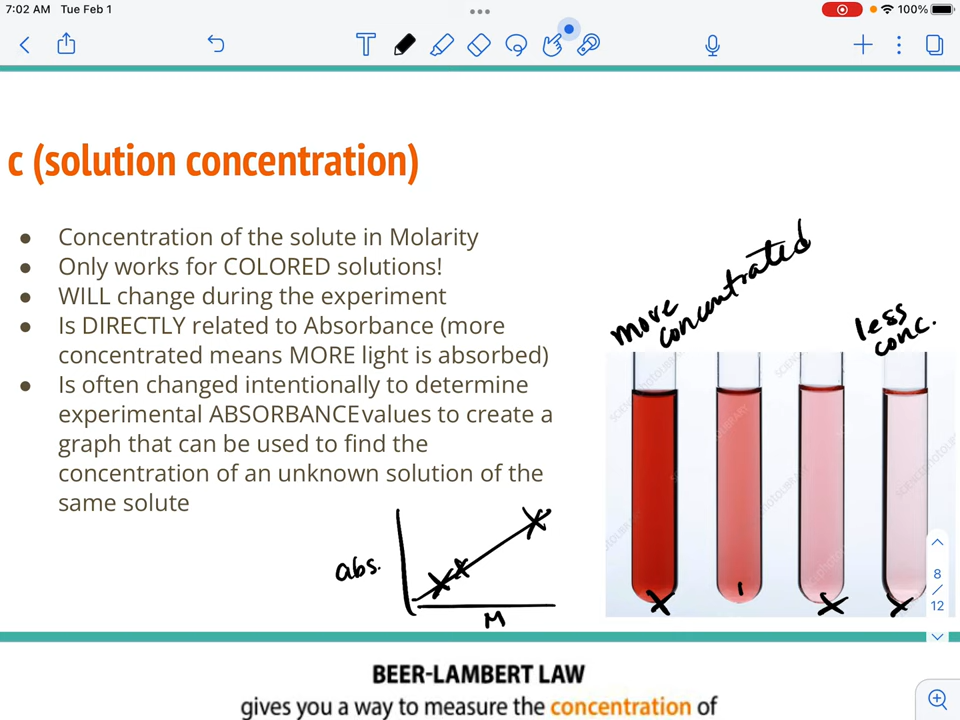 7:02 AM Tue Feb 1
100%
c (solution concentration)
● Concentration of the solute in Molarity
● Only works for COLORED solutions!
● WILL change during the experiment
● Is DIRECTLY related to Absorbance (more
concentrated means MORE light is absorbed)
● Is often changed intentionally to determine
experimental ABSORBANCE values to create a
graph that can be used to find the
concentration of an unknown solution of the
same solute
more
concentrated
less
conc.
abs.
M
8
/
12
BEER-LAMBERT LAW
gives you a way to measure the concentration of